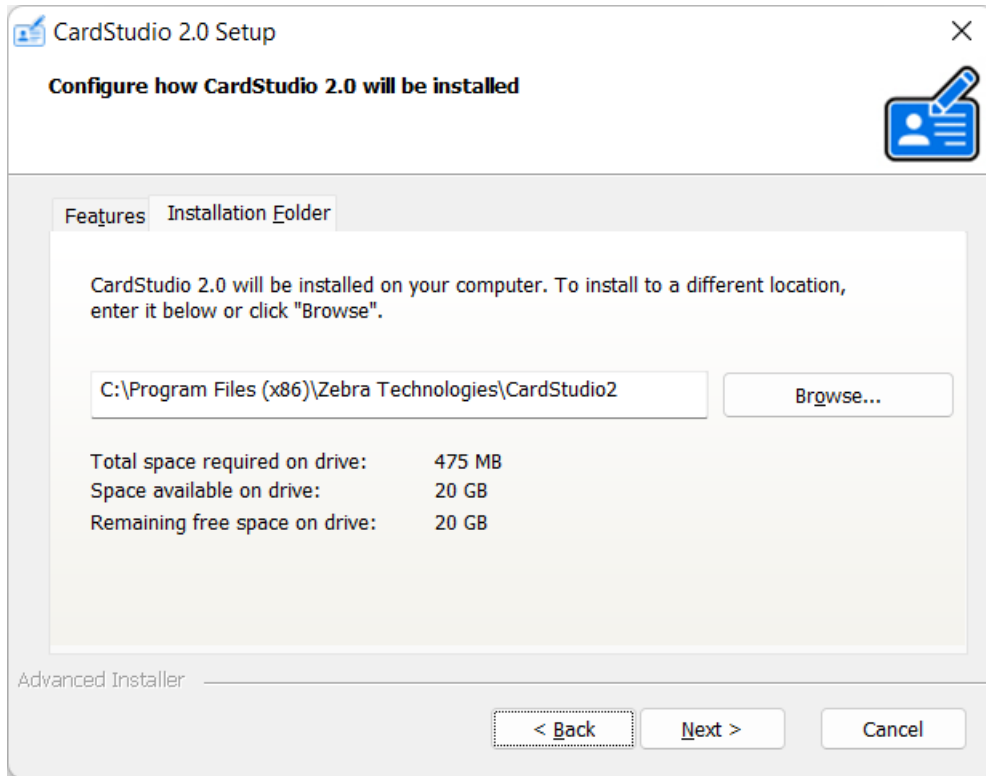 CardStudio 2.0 Setup
Configure how CardStudio 2.0 will be installed
Features Installation Folder
CardStudio 2.0 will be installed on your computer. To install to a different location,
enter it below or click "Browse".
C:\Program Files (x86)\Zebra Technologies\CardStudio2 Browse...
Total space required on drive: 475 MB
Space available on drive: 20 GB
Remaining free space on drive: 20 GB
Advanced Installer
< Back Next > Cancel